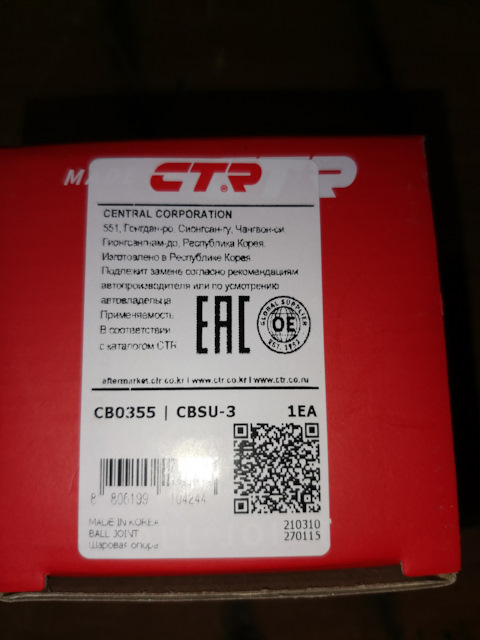 MADE
CTR
CENTRAL CORPORATION
551, Гонгдан-ро, Сионгсан-гу, Чангвон-си,
Гионгсангнам-до, Республика Корея.
Изготовлено в Республике Корея
Подлежит замене согласно рекомендациям
автопроизводителя или по усмотрению
автовладельца
Применяемость
В соответствии
с каталогом CTR
EAC
GLOBAL SUPPLIER
OE
EST. 1952
aftermarket.ctr.co.kr I www.ctr.co.kr I www.ctr.co.ru
CB0355 | CBSU-3 1EA
8 806199 104244
MADE IN KOREA
BALL JOINT
Шаровая опора
210310
270115